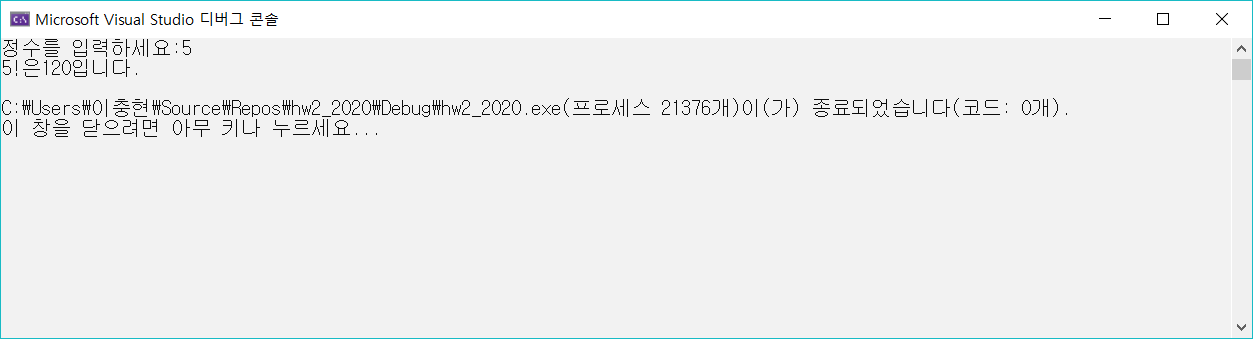 Microsoft Visual Studio 디버그 콘솔
정수를 입력하세요:5
5!은120입니다.
C:\Users\이충현\Source\Repos\hw2_2020\Debug\hw2_2020.exe(프로세스 21376개)이(가) 종료되었습니다(코드: 0개).
이 창을 닫으려면 아무 키나 누르세요...